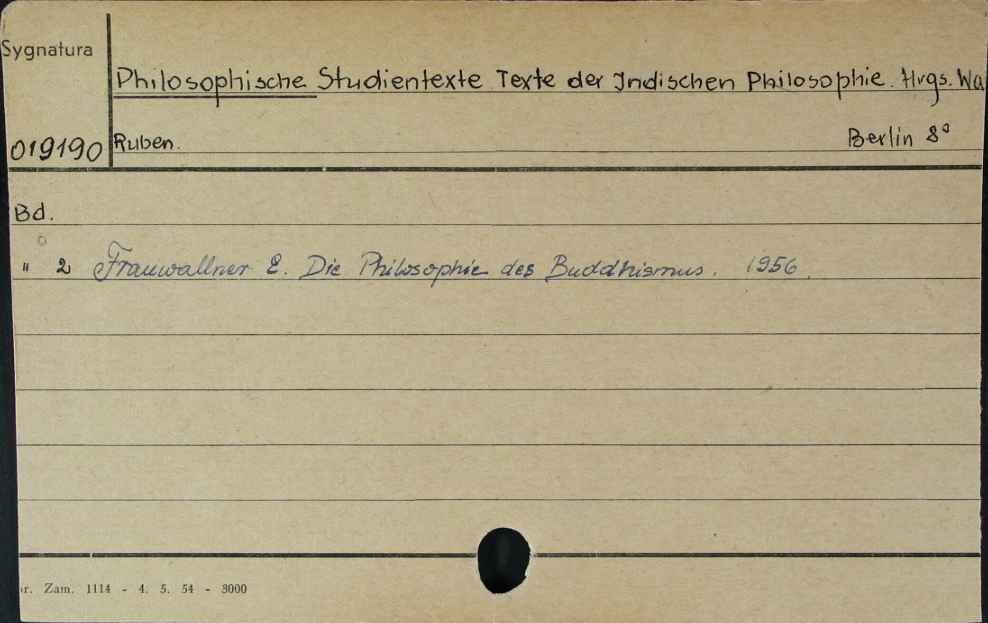 Sygnatura
Philosophische Studientexte Texte der Indischen Philosophie. Hrgs. Wa
019190 Ruben. Berlin 8°
Bd.
" 2 Frauwallner E. Die Philosophie des Buddhismus. 1956.
r. Zam. 1114 - 4. 5. 54 - 3000